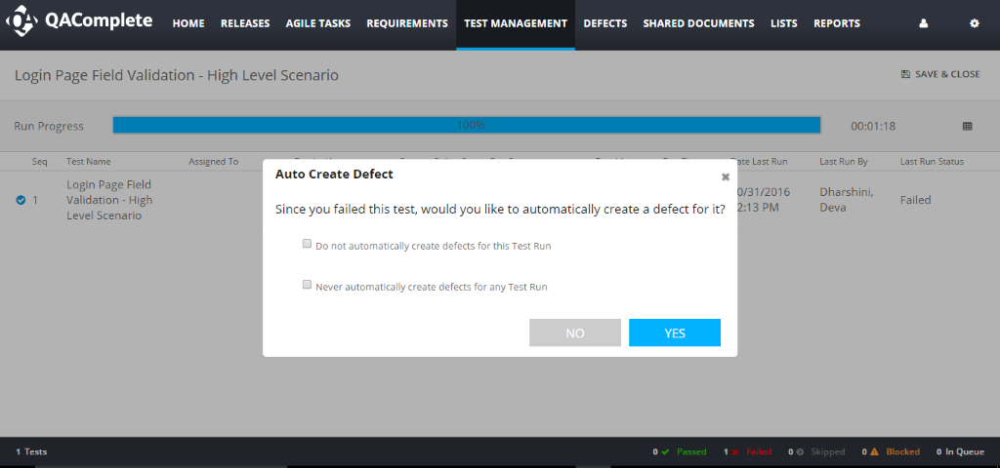 QAComplete HOME RELEASES AGILE TASKS REQUIREMENTS TEST MANAGEMENT DEFECTS SHARED DOCUMENTS LISTS REPORTS
Login Page Field Validation - High Level Scenario SAVE & CLOSE
Run Progress 100% 00:01:18
Seq Test Name Assigned To Last Run Last Run By Last Run Status
Auto Create Defect
Since you failed this test, would you like to automatically create a defect for it?
Do not automatically create defects for this Test Run
Never automatically create defects for any Test Run
NO YES
1 Login Page Field
Validation - High
Level Scenario
0/31/2016
2:13 PM
Dharshini,
Deva
Failed
1 Tests 0 Passed 1 Failed 0 Skipped 0 Blocked 0 In Queue